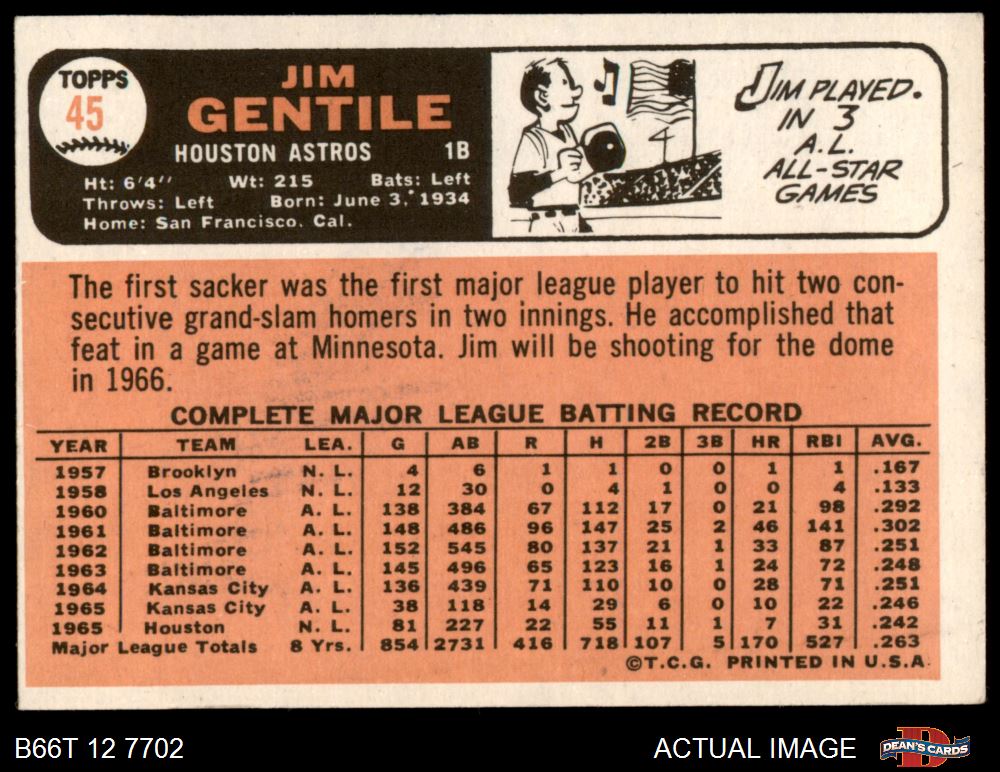 TOPPS
45
JIM
GENTILE
HOUSTON ASTROS 1B
Ht: 6'4" Wt: 215 Bats: Left
Throws: Left Born: June 3, 1934
Home: San Francisco, Cal.
JIM PLAYED
IN 3
A.L.
ALL-STAR
GAMES
The first sacker was the first major league player to hit two con-
secutive grand-slam homers in two innings. He accomplished that
feat in a game at Minnesota. Jim will be shooting for the dome
in 1966.
COMPLETE MAJOR LEAGUE BATTING RECORD
YEAR TEAM LEA. G AB R H 2B 3B HR RBI AVG.
1957 Brooklyn N. L. 4 6 1 1 0 0 1 1 .167
1958 Los Angeles N. L. 12 30 0 4 1 0 0 4 .133
1960 Baltimore A. L. 138 384 67 112 17 0 21 98 .292
1961 Baltimore A. L. 148 486 96 147 25 2 46 141 .302
1962 Baltimore A. L. 152 545 80 137 21 1 33 87 .251
1963 Baltimore A. L. 145 496 65 123 16 1 24 72 .248
1964 Kansas City A. L. 136 439 71 110 10 0 28 71 .251
1965 Kansas City A. L. 38 118 14 29 6 0 10 22 .246
1965 Houston N. L. 81 227 22 55 11 1 7 31 .242
Major League Totals 8 Yrs. 854 2731 416 718 107 5 170 527 .263
©T.C.G. PRINTED IN U.S.A.
B66T 12 7702 ACTUAL IMAGE D DEAN'S CARDS